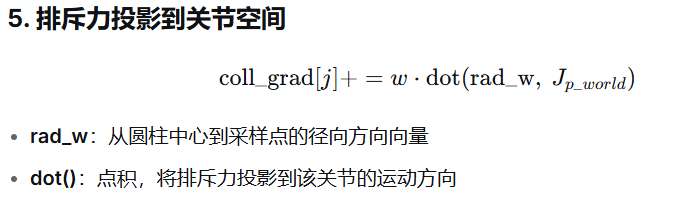 5. 排斥力投影到关节空间
coll_grad[j]+ = w · dot(rad_w, J_{p_world})
• rad_w：从圆柱中心到采样点的径向方向向量
• dot()：点积，将排斥力投影到该关节的运动方向